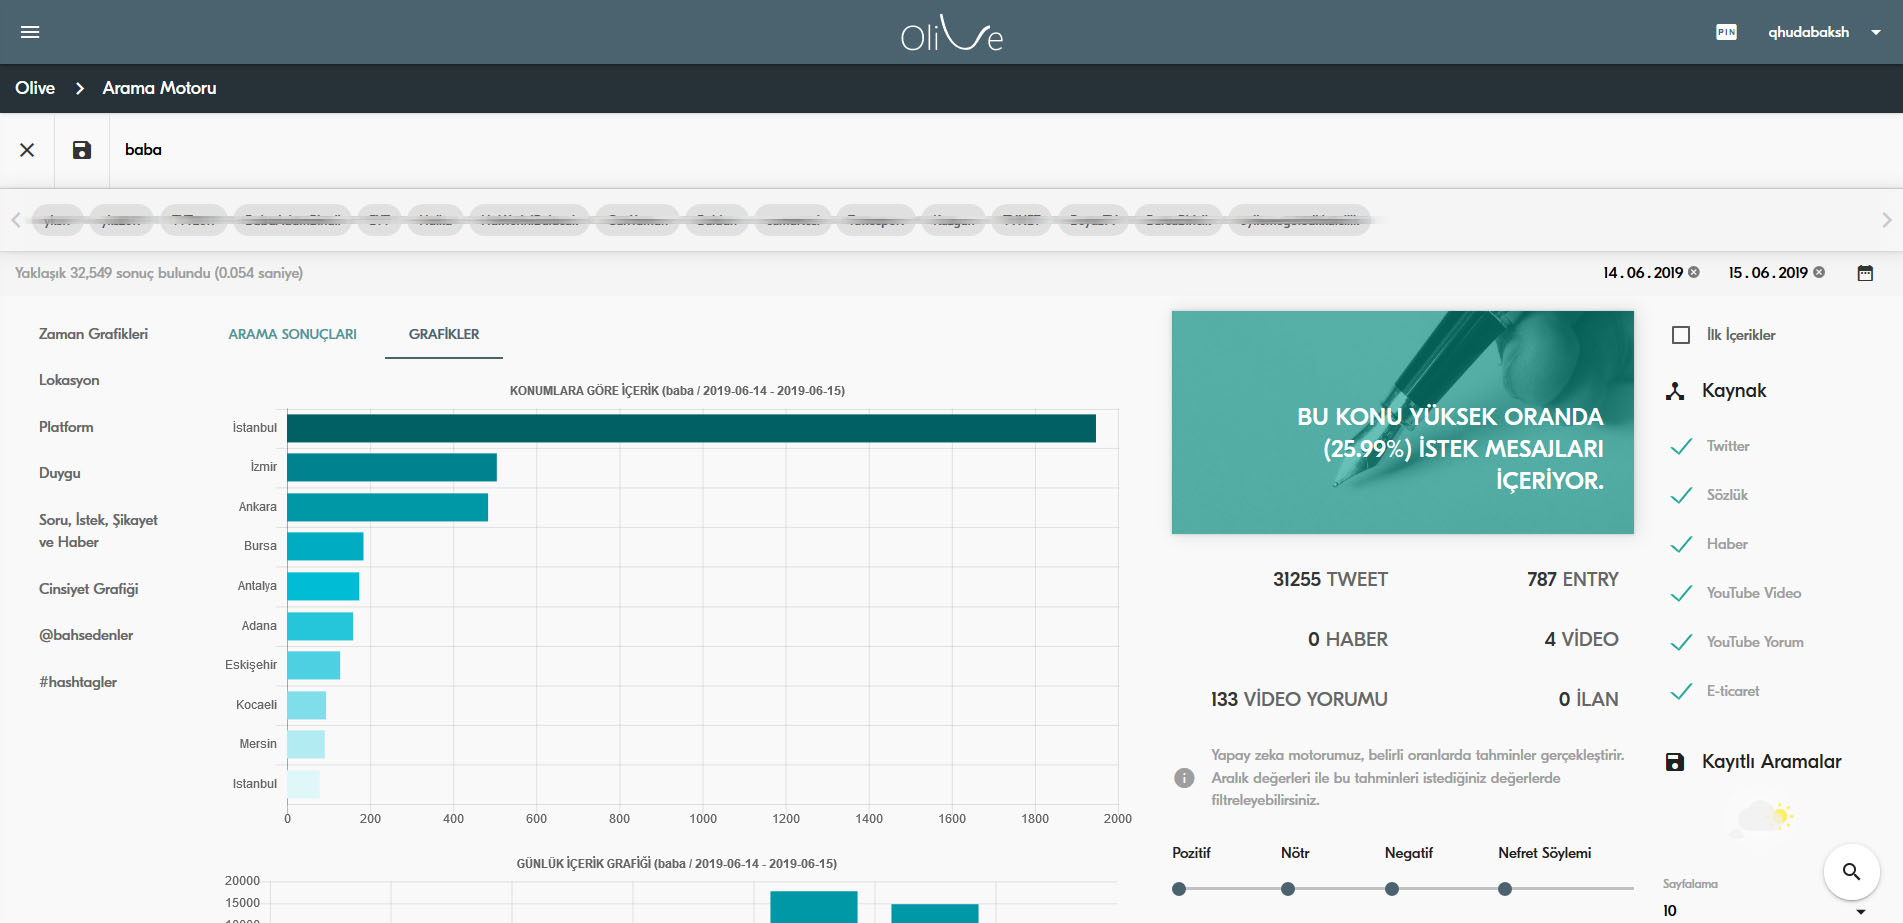 Olive
PIN
qhudabaksh
Olive
Arama Motoru
baba
Yaklaşık 32,549 sonuç bulundu (0.054 saniye)
14.06.2019
15.06.2019
Zaman Grafikleri
Lokasyon
Platform
Duygu
Soru, İstek, Şikayet
ve Haber
Cinsiyet Grafiği
@bahsedenler
#hashtagler
ARAMA SONUÇLARI
GRAFİKLER
KONUMLARA GÖRE İÇERİK (baba / 2019-06-14 - 2019-06-15)
İstanbul
İzmir
Ankara
Bursa
Antalya
Adana
Eskişehir
Kocaeli
Mersin
Istanbul
0 200 400 600 800 1000 1200 1400 1600 1800 2000
GÜNLÜK İÇERİK GRAFİĞİ (baba / 2019-06-14 - 2019-06-15)
20000
15000
BU KONU YÜKSEK ORANDA
(25.99%) İSTEK MESAJLARI
İÇERİYOR.
31255 TWEET
787 ENTRY
0 HABER
4 VİDEO
133 VİDEO YORUMU
0 İLAN
Yapay zeka motorumuz, belirli oranlarda tahminler gerçekleştirir.
Aralık değerleri ile bu tahminleri istediğiniz değerlerde
filtreleyebilirsiniz.
Pozitif
Nötr
Negatif
Nefret Söylemi
İlk İçerikler
Kaynak
Twitter
Sözlük
Haber
YouTube Video
YouTube Yorum
E-ticaret
Kayıtlı Aramalar
Sayfalama
10